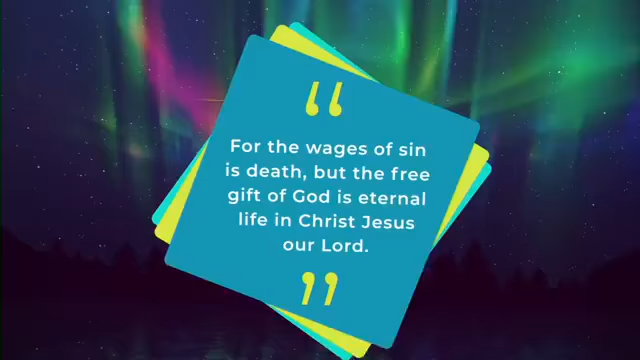 For the wages of sin
is death, but the free
gift of God is eternal
life in Christ Jesus
our Lord.